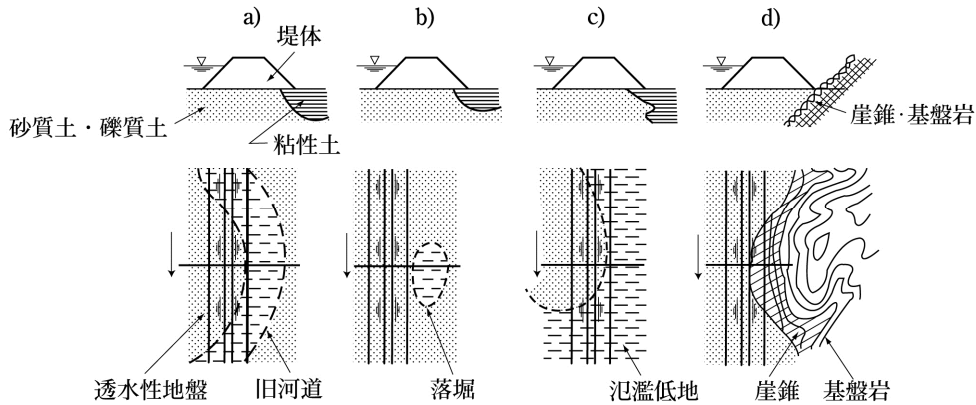 a)
b)
c)
d)
堤体
砂質土・礫質土
粘性土
崖錐・基盤岩
透水性地盤
旧河道
落堀
氾濫低地
崖錐
基盤岩